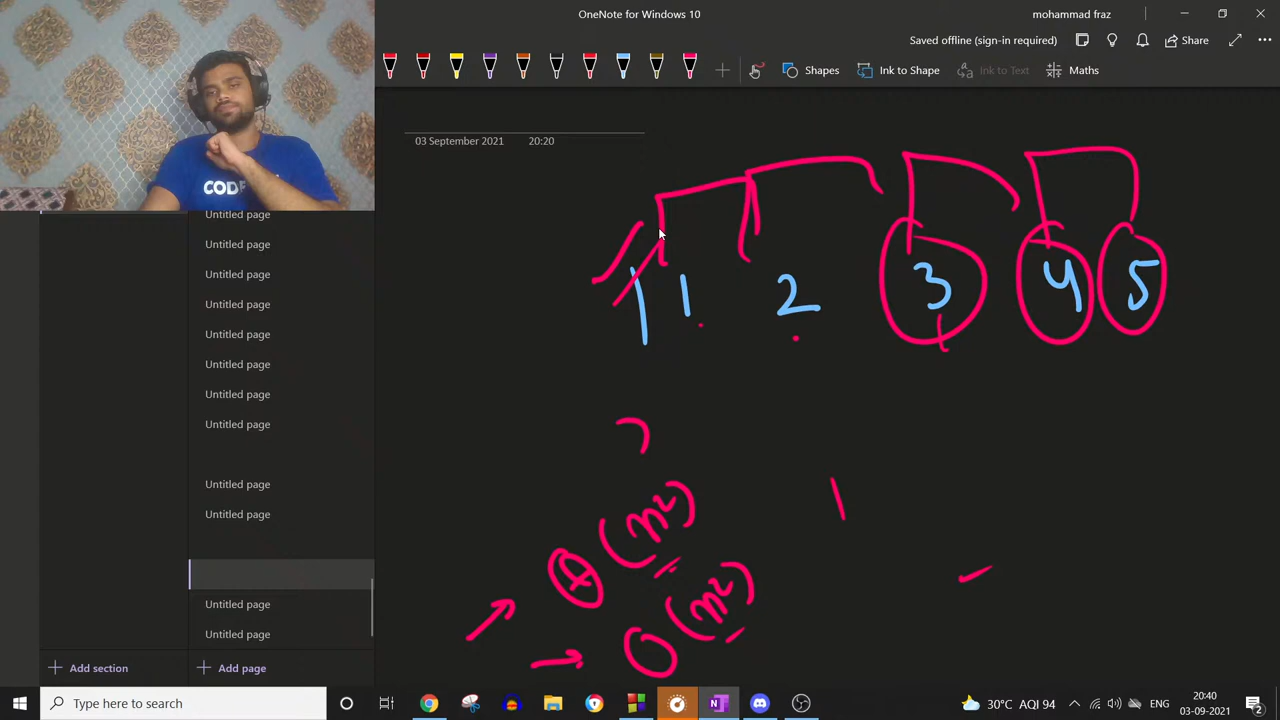 OneNote for Windows 10
mohammad fraz
Saved offline (sign-in required)
Share
Shapes
Ink to Shape
Ink to Text
Maths
03 September 2021 20:20
CODE
1 2 3 4 5
(n²)
O (n²)
Untitled page
Untitled page
Untitled page
Untitled page
Untitled page
Untitled page
Untitled page
Untitled page
Untitled page
Untitled page
Untitled page
Untitled page
Add section
Add page
Type here to search
30°C AQI 94
ENG
20:40
03-09-2021